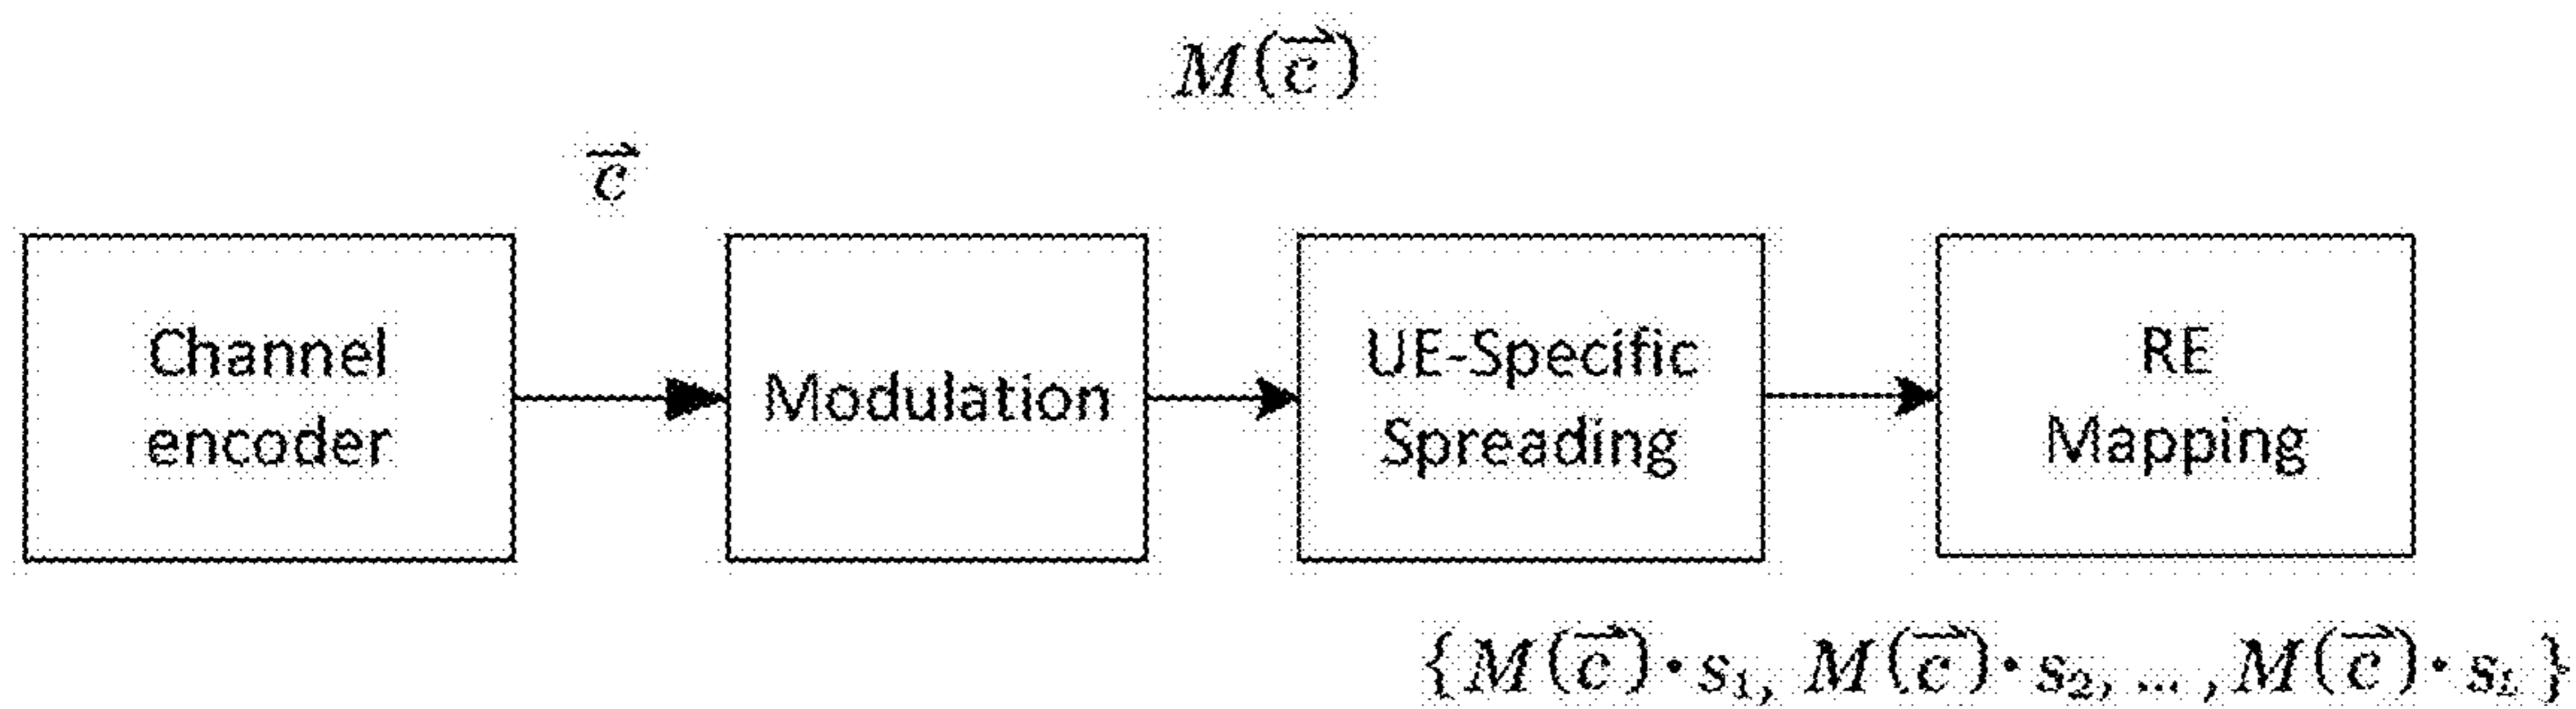 M(c⃗)
c⃗
Channel
encoder
Modulation
UE-Specific
Spreading
RE
Mapping
{M(c⃗)·s₁, M(c⃗)·s₂, ..., M(c⃗)·s_L}